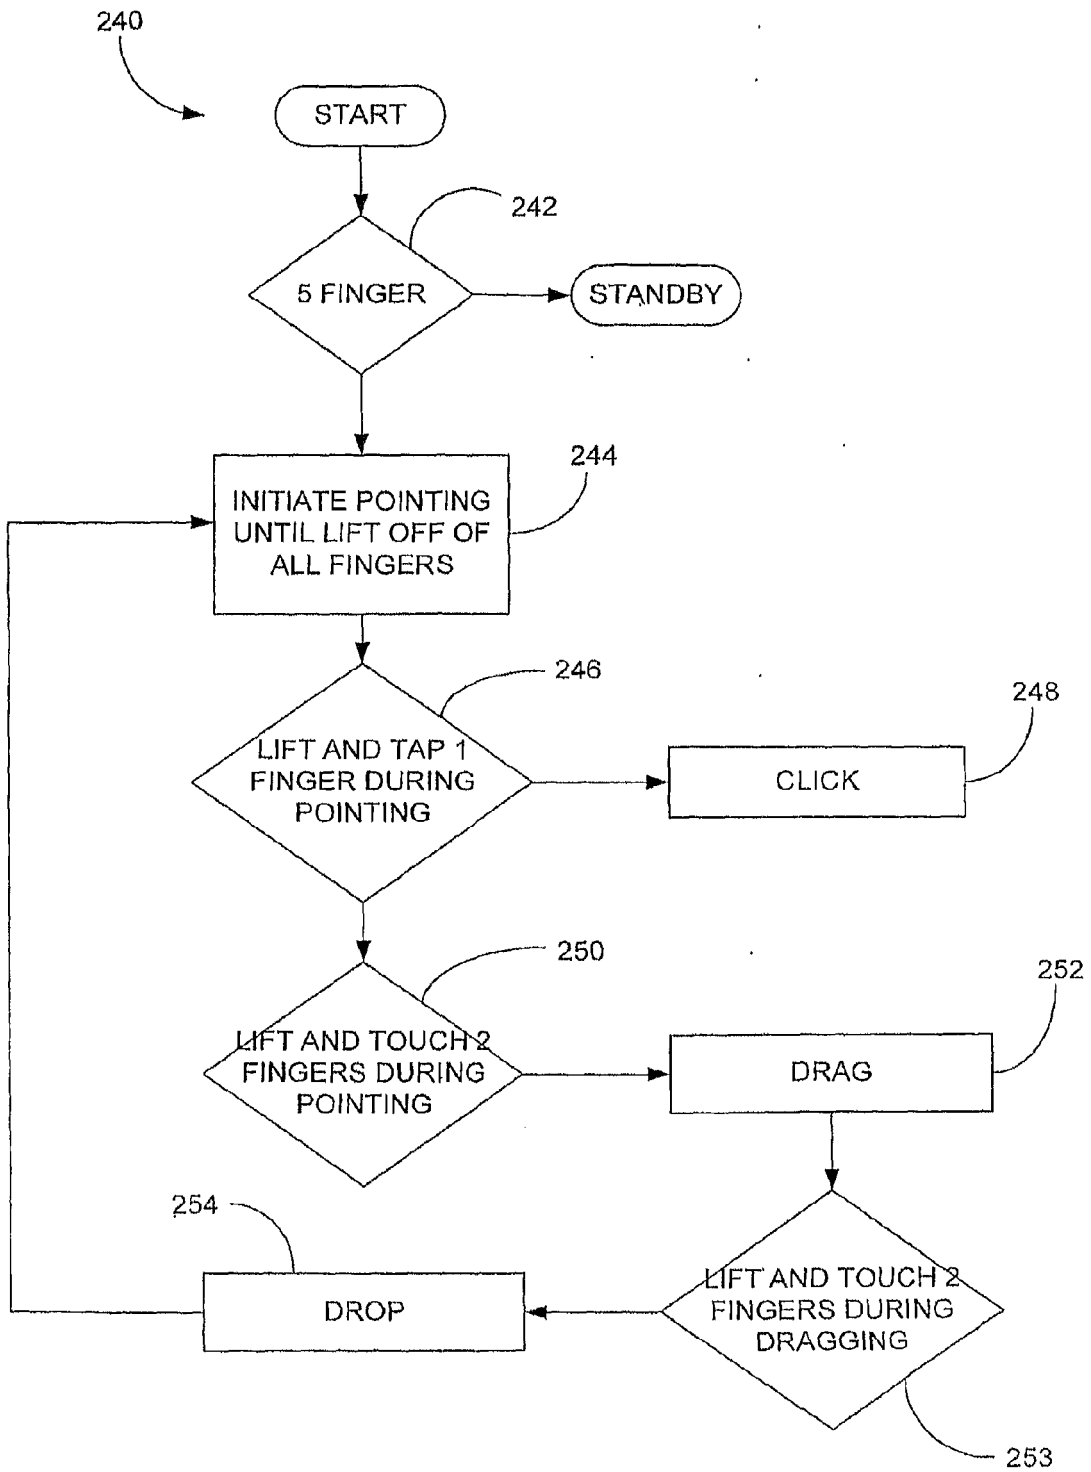 240
START
242
5 FINGER
STANDBY
244
INITIATE POINTING
UNTIL LIFT OFF OF
ALL FINGERS
246
248
LIFT AND TAP 1
FINGER DURING
POINTING
CLICK
250
252
LIFT AND TOUCH 2
FINGERS DURING
POINTING
DRAG
254
DROP
LIFT AND TOUCH 2
FINGERS DURING
DRAGGING
253